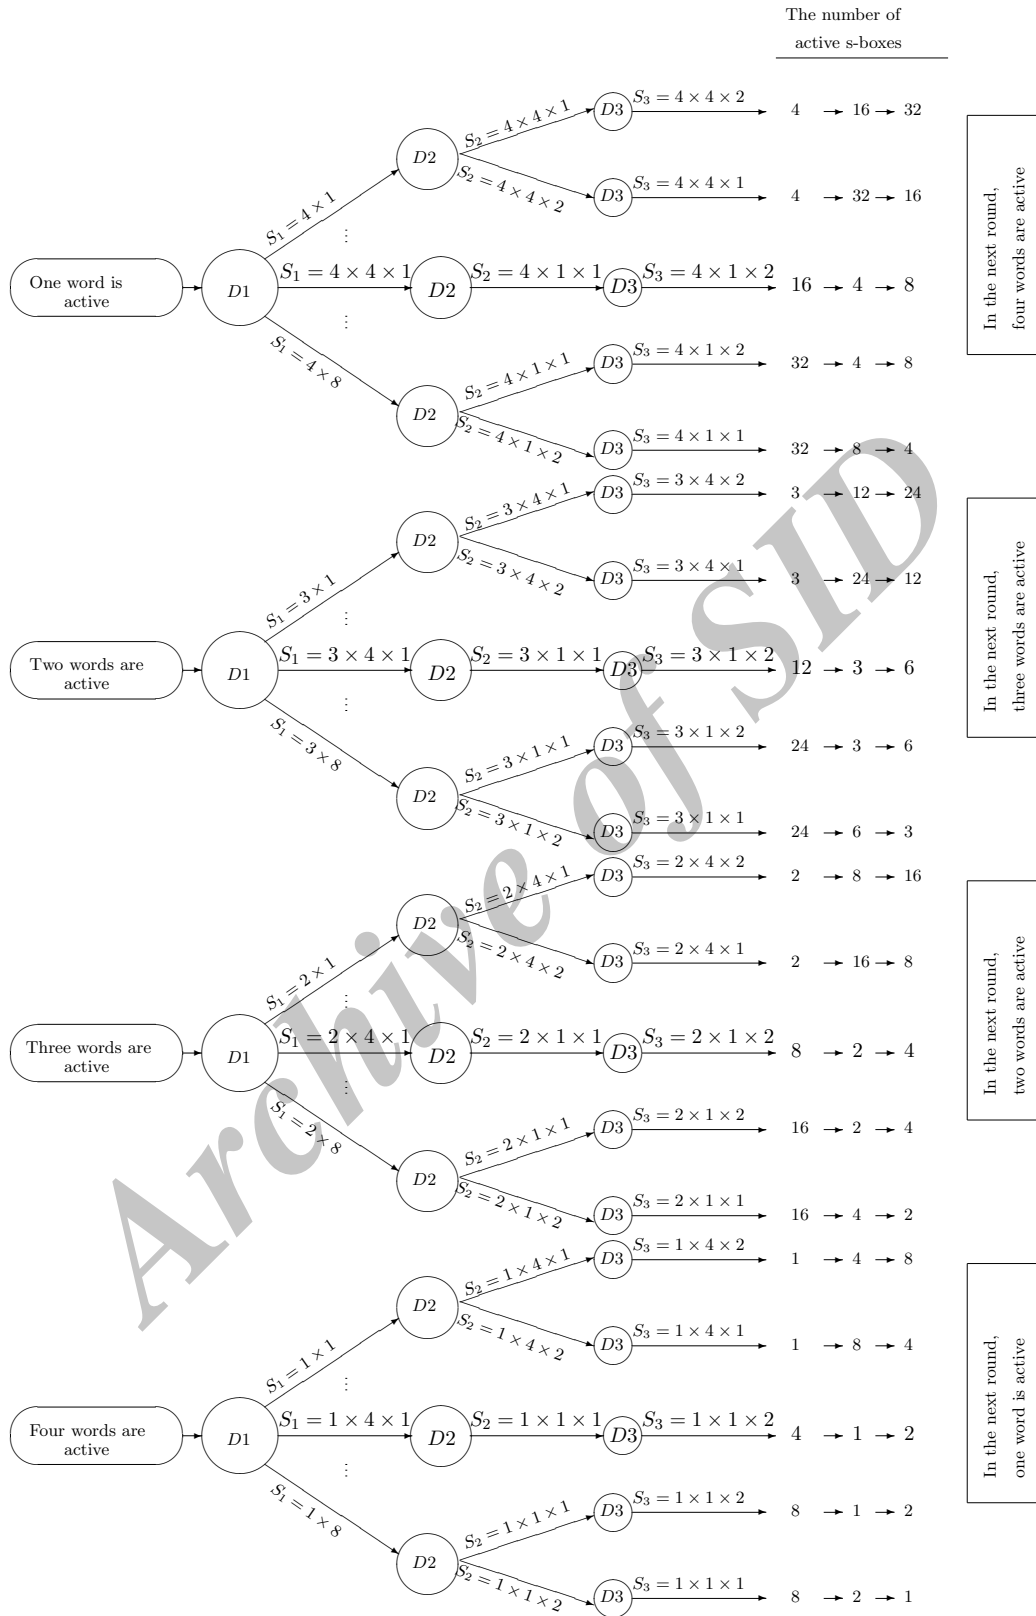 The number of
active s-boxes
One word is
active
D1
S₁ = 4 × 1
D2
S₂ = 4 × 4 × 1
D3
S₃ = 4 × 4 × 2
4 → 16 → 32
S₂ = 4 × 4 × 2
D3
S₃ = 4 × 4 × 1
4 → 32 → 16
⋮
S₁ = 4 × 4 × 1
D2
S₂ = 4 × 1 × 1
D3
S₃ = 4 × 1 × 2
16 → 4 → 8
⋮
S₁ = 4 × 8
D2
S₂ = 4 × 1 × 1
D3
S₃ = 4 × 1 × 2
32 → 4 → 8
S₂ = 4 × 1 × 2
D3
S₃ = 4 × 1 × 1
32 → 8 → 4
In the next round,
four words are active
Two words are
active
D1
S₁ = 3 × 1
D2
S₂ = 3 × 4 × 1
D3
S₃ = 3 × 4 × 2
3 → 12 → 24
S₂ = 3 × 4 × 2
D3
S₃ = 3 × 4 × 1
3 → 24 → 12
⋮
S₁ = 3 × 4 × 1
D2
S₂ = 3 × 1 × 1
D3
S₃ = 3 × 1 × 2
12 → 3 → 6
⋮
S₁ = 3 × 8
D2
S₂ = 3 × 1 × 1
D3
S₃ = 3 × 1 × 2
24 → 3 → 6
S₂ = 3 × 1 × 2
D3
S₃ = 3 × 1 × 1
24 → 6 → 3
In the next round,
three words are active
Three words are
active
D1
S₁ = 2 × 1
D2
S₂ = 2 × 4 × 1
D3
S₃ = 2 × 4 × 2
2 → 8 → 16
S₂ = 2 × 4 × 2
D3
S₃ = 2 × 4 × 1
2 → 16 → 8
⋮
S₁ = 2 × 4 × 1
D2
S₂ = 2 × 1 × 1
D3
S₃ = 2 × 1 × 2
8 → 2 → 4
⋮
S₁ = 2 × 8
D2
S₂ = 2 × 1 × 1
D3
S₃ = 2 × 1 × 2
16 → 2 → 4
S₂ = 2 × 1 × 2
D3
S₃ = 2 × 1 × 1
16 → 4 → 2
In the next round,
two words are active
Four words are
active
D1
S₁ = 1 × 1
D2
S₂ = 1 × 4 × 1
D3
S₃ = 1 × 4 × 2
1 → 4 → 8
S₂ = 1 × 4 × 2
D3
S₃ = 1 × 4 × 1
1 → 8 → 4
⋮
S₁ = 1 × 4 × 1
D2
S₂ = 1 × 1 × 1
D3
S₃ = 1 × 1 × 2
4 → 1 → 2
⋮
S₁ = 1 × 8
D2
S₂ = 1 × 1 × 1
D3
S₃ = 1 × 1 × 2
8 → 1 → 2
S₂ = 1 × 1 × 2
D3
S₃ = 1 × 1 × 1
8 → 2 → 1
In the next round,
one word is active
Archive of SID